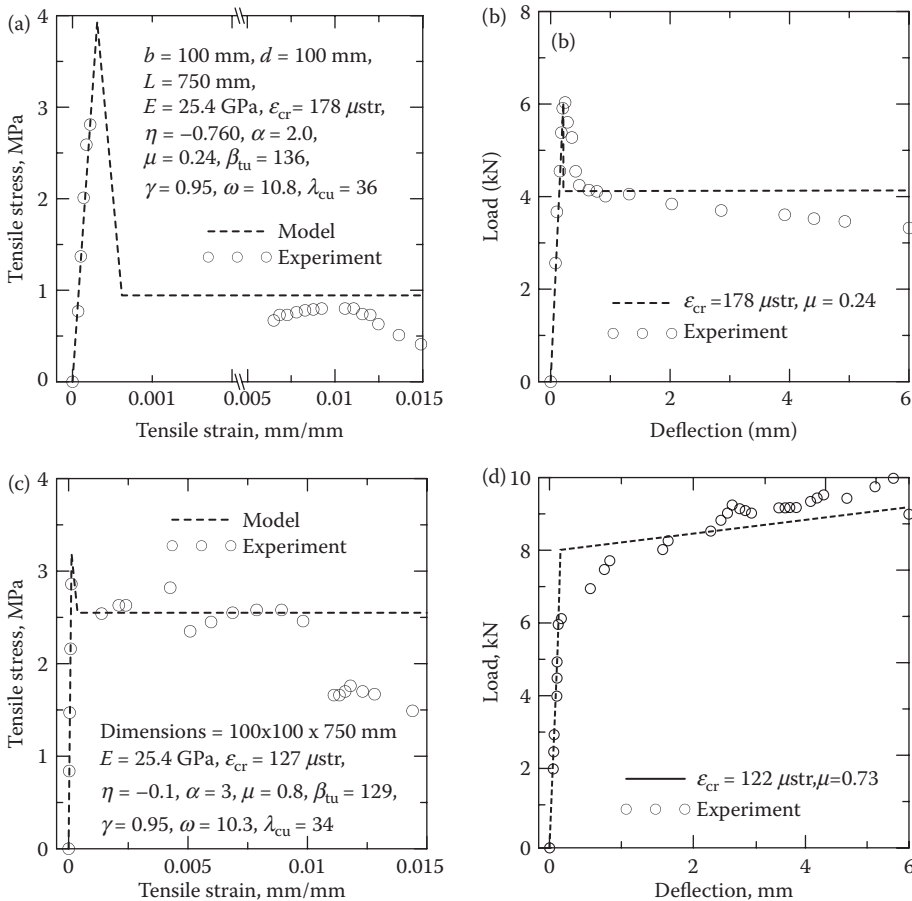 (a)
4
3
2
1
0
Tensile stress, MPa
b = 100 mm, d = 100 mm,
L = 750 mm,
E = 25.4 GPa, εcr = 178 μstr,
η = −0.760, α = 2.0,
μ = 0.24, βtu = 136,
γ = 0.95, ω = 10.8, λcu = 36
Model
Experiment
0 0.001 0.005 0.01 0.015
Tensile strain, mm/mm
(b)
8
(b)
6
4
2
0
Load (kN)
εcr =178 μstr, μ = 0.24
Experiment
0 2 4 6
Deflection (mm)
(c)
4
3
2
1
0
Tensile stress, MPa
Model
Experiment
Dimensions = 100x100 x 750 mm
E = 25.4 GPa, εcr = 127 μstr,
η = −0.1, α = 3, μ = 0.8, βtu = 129,
γ = 0.95, ω = 10.3, λcu = 34
0 0.005 0.01 0.015
Tensile strain, mm/mm
(d)
10
8
6
4
2
0
Load, kN
εcr = 122 μstr,μ=0.73
Experiment
0 1 2 4 6
Deflection, mm